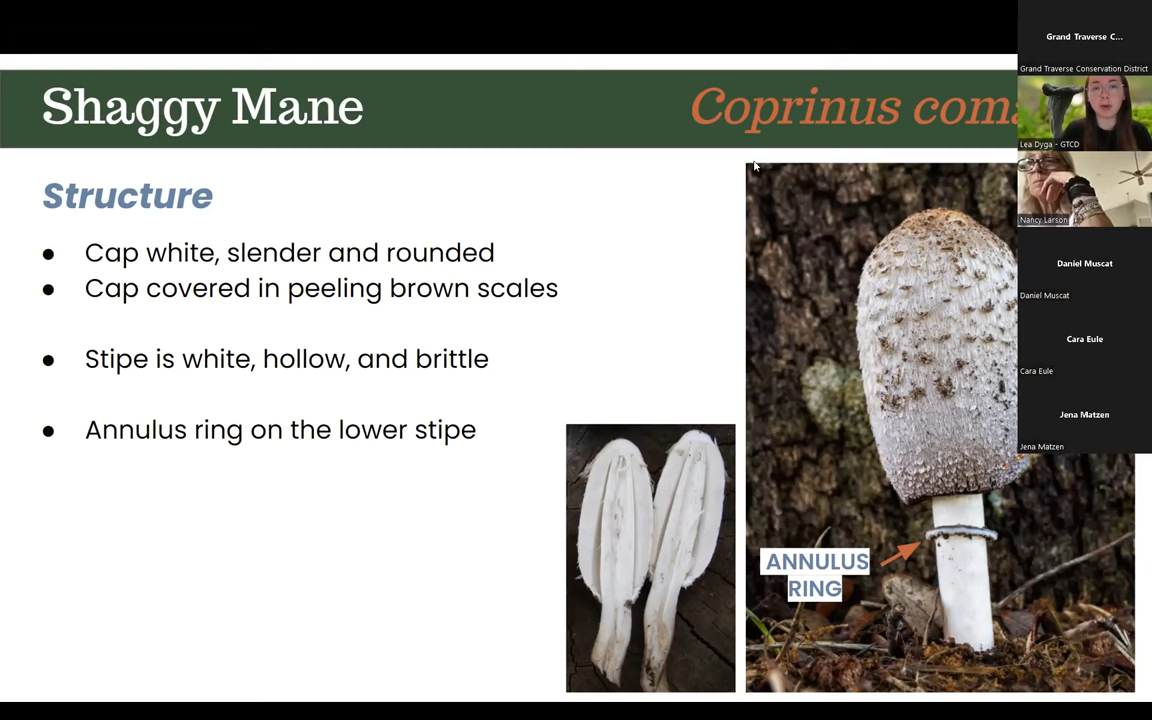 Shaggy Mane
Coprinus coma
Structure
● Cap white, slender and rounded
● Cap covered in peeling brown scales
● Stipe is white, hollow, and brittle
● Annulus ring on the lower stipe
ANNULUS
RING
Grand Traverse C...
Grand Traverse Conservation District
Lea Dyga - GTCD
Nancy Larson
Daniel Muscat
Daniel Muscat
Cara Eule
Cara Eule
Jena Matzen
Jena Matzen